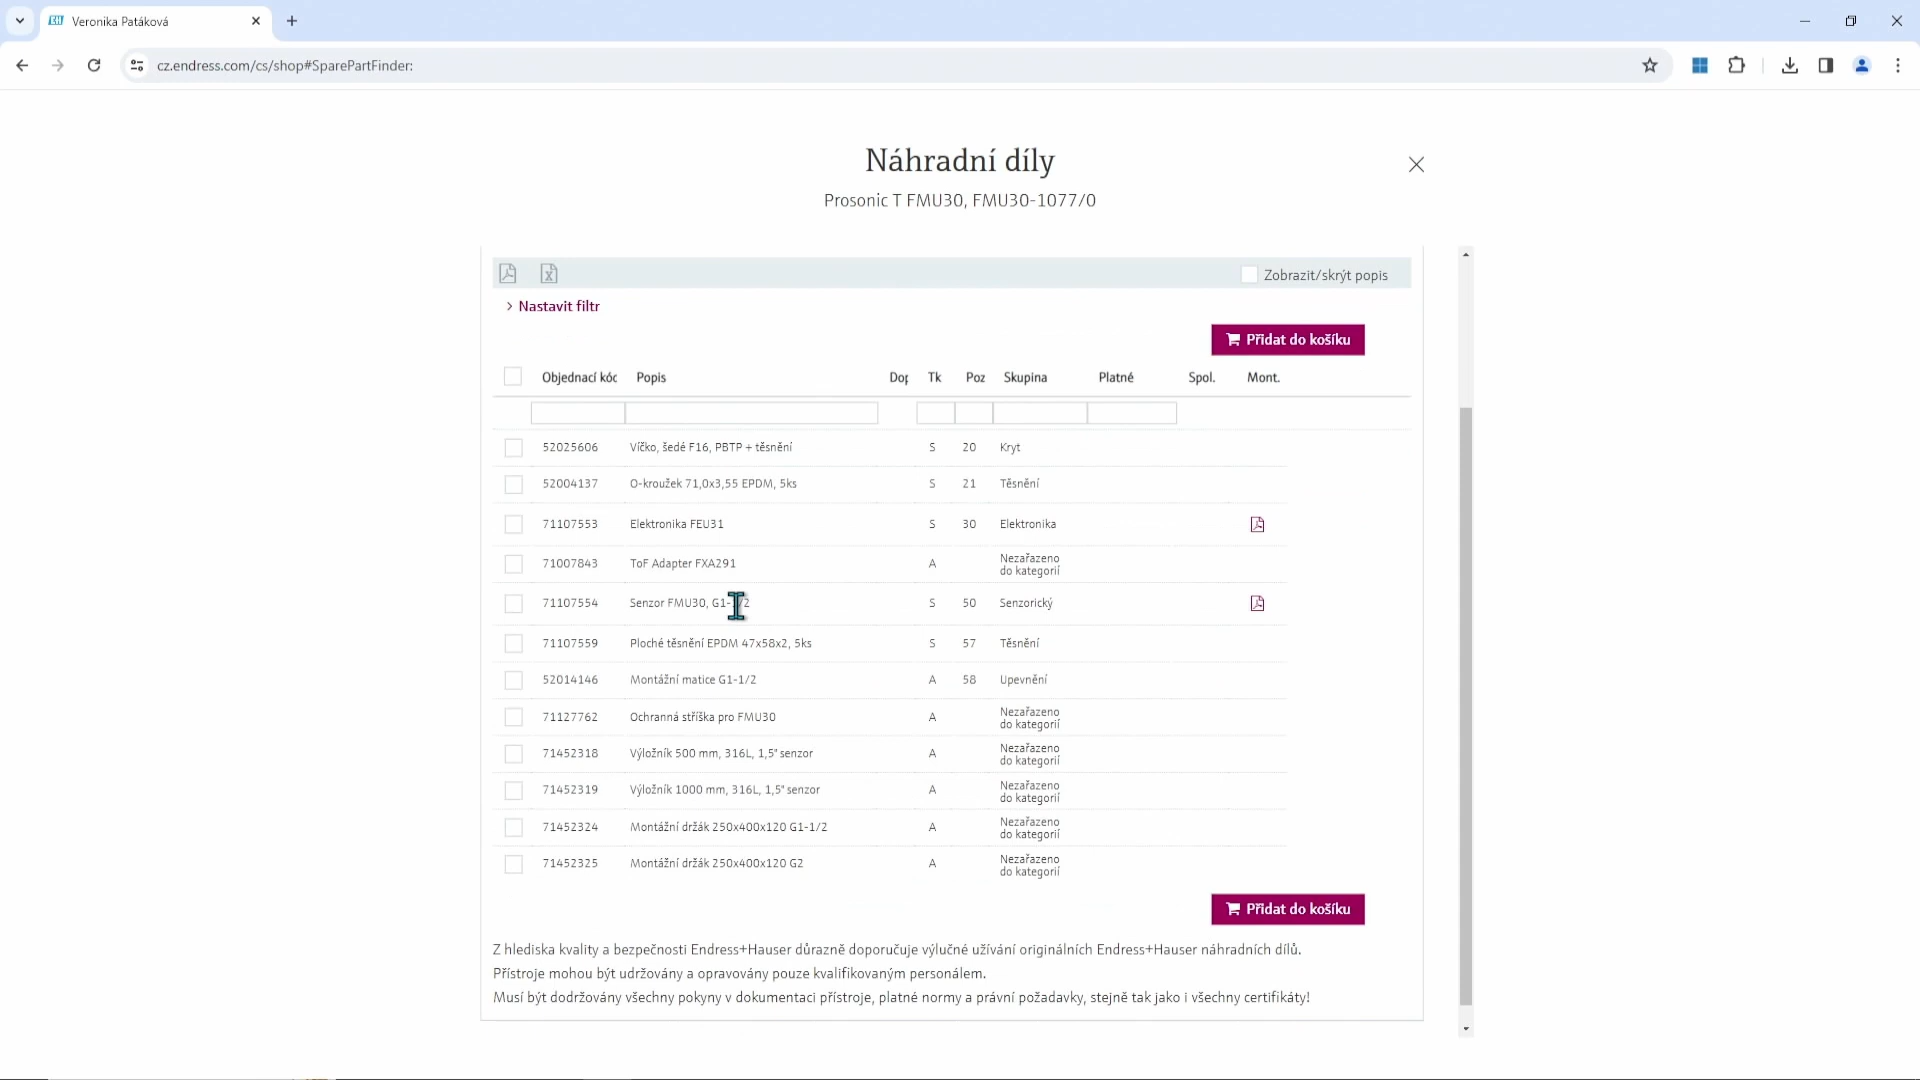 Veronika Patáková
cz.endress.com/cs/shop#SparePartFinder:
Náhradní díly
Prosonic T FMU30, FMU30-1077/0
Zobrazit/skrýt popis
Nastavit filtr
Přidat do košíku
Objednací kóc Popis Dop Tk Poz Skupina Platné Spol. Mont.
52025606 Víčko, šedé F16, PBTP + těsnění S 20 Kryt
52004137 O-kroužek 71,0x3,55 EPDM, 5ks S 21 Těsnění
71107553 Elektronika FEU31 S 30 Elektronika
71007843 ToF Adapter FXA291 A Nezařazeno
do kategorií
71107554 Senzor FMU30, G1-1/2 S 50 Senzorický
71107559 Ploché těsnění EPDM 47x58x2, 5ks S 57 Těsnění
52014146 Montážní matice G1-1/2 A 58 Upevnění
71127762 Ochranná stříška pro FMU30 A Nezařazeno
do kategorií
71452318 Výložník 500 mm, 316L, 1,5" senzor A Nezařazeno
do kategorií
71452319 Výložník 1000 mm, 316L, 1,5" senzor A Nezařazeno
do kategorií
71452324 Montážní držák 250x400x120 G1-1/2 A Nezařazeno
do kategorií
71452325 Montážní držák 250x400x120 G2 A Nezařazeno
do kategorií
Přidat do košíku
Z hlediska kvality a bezpečnosti Endress+Hauser důrazně doporučuje výlučné užívání originálních Endress+Hauser náhradních dílů.
Přístroje mohou být udržovány a opravovány pouze kvalifikovaným personálem.
Musí být dodržovány všechny pokyny v dokumentaci přístroje, platné normy a právní požadavky, stejně tak jako i všechny certifikáty!